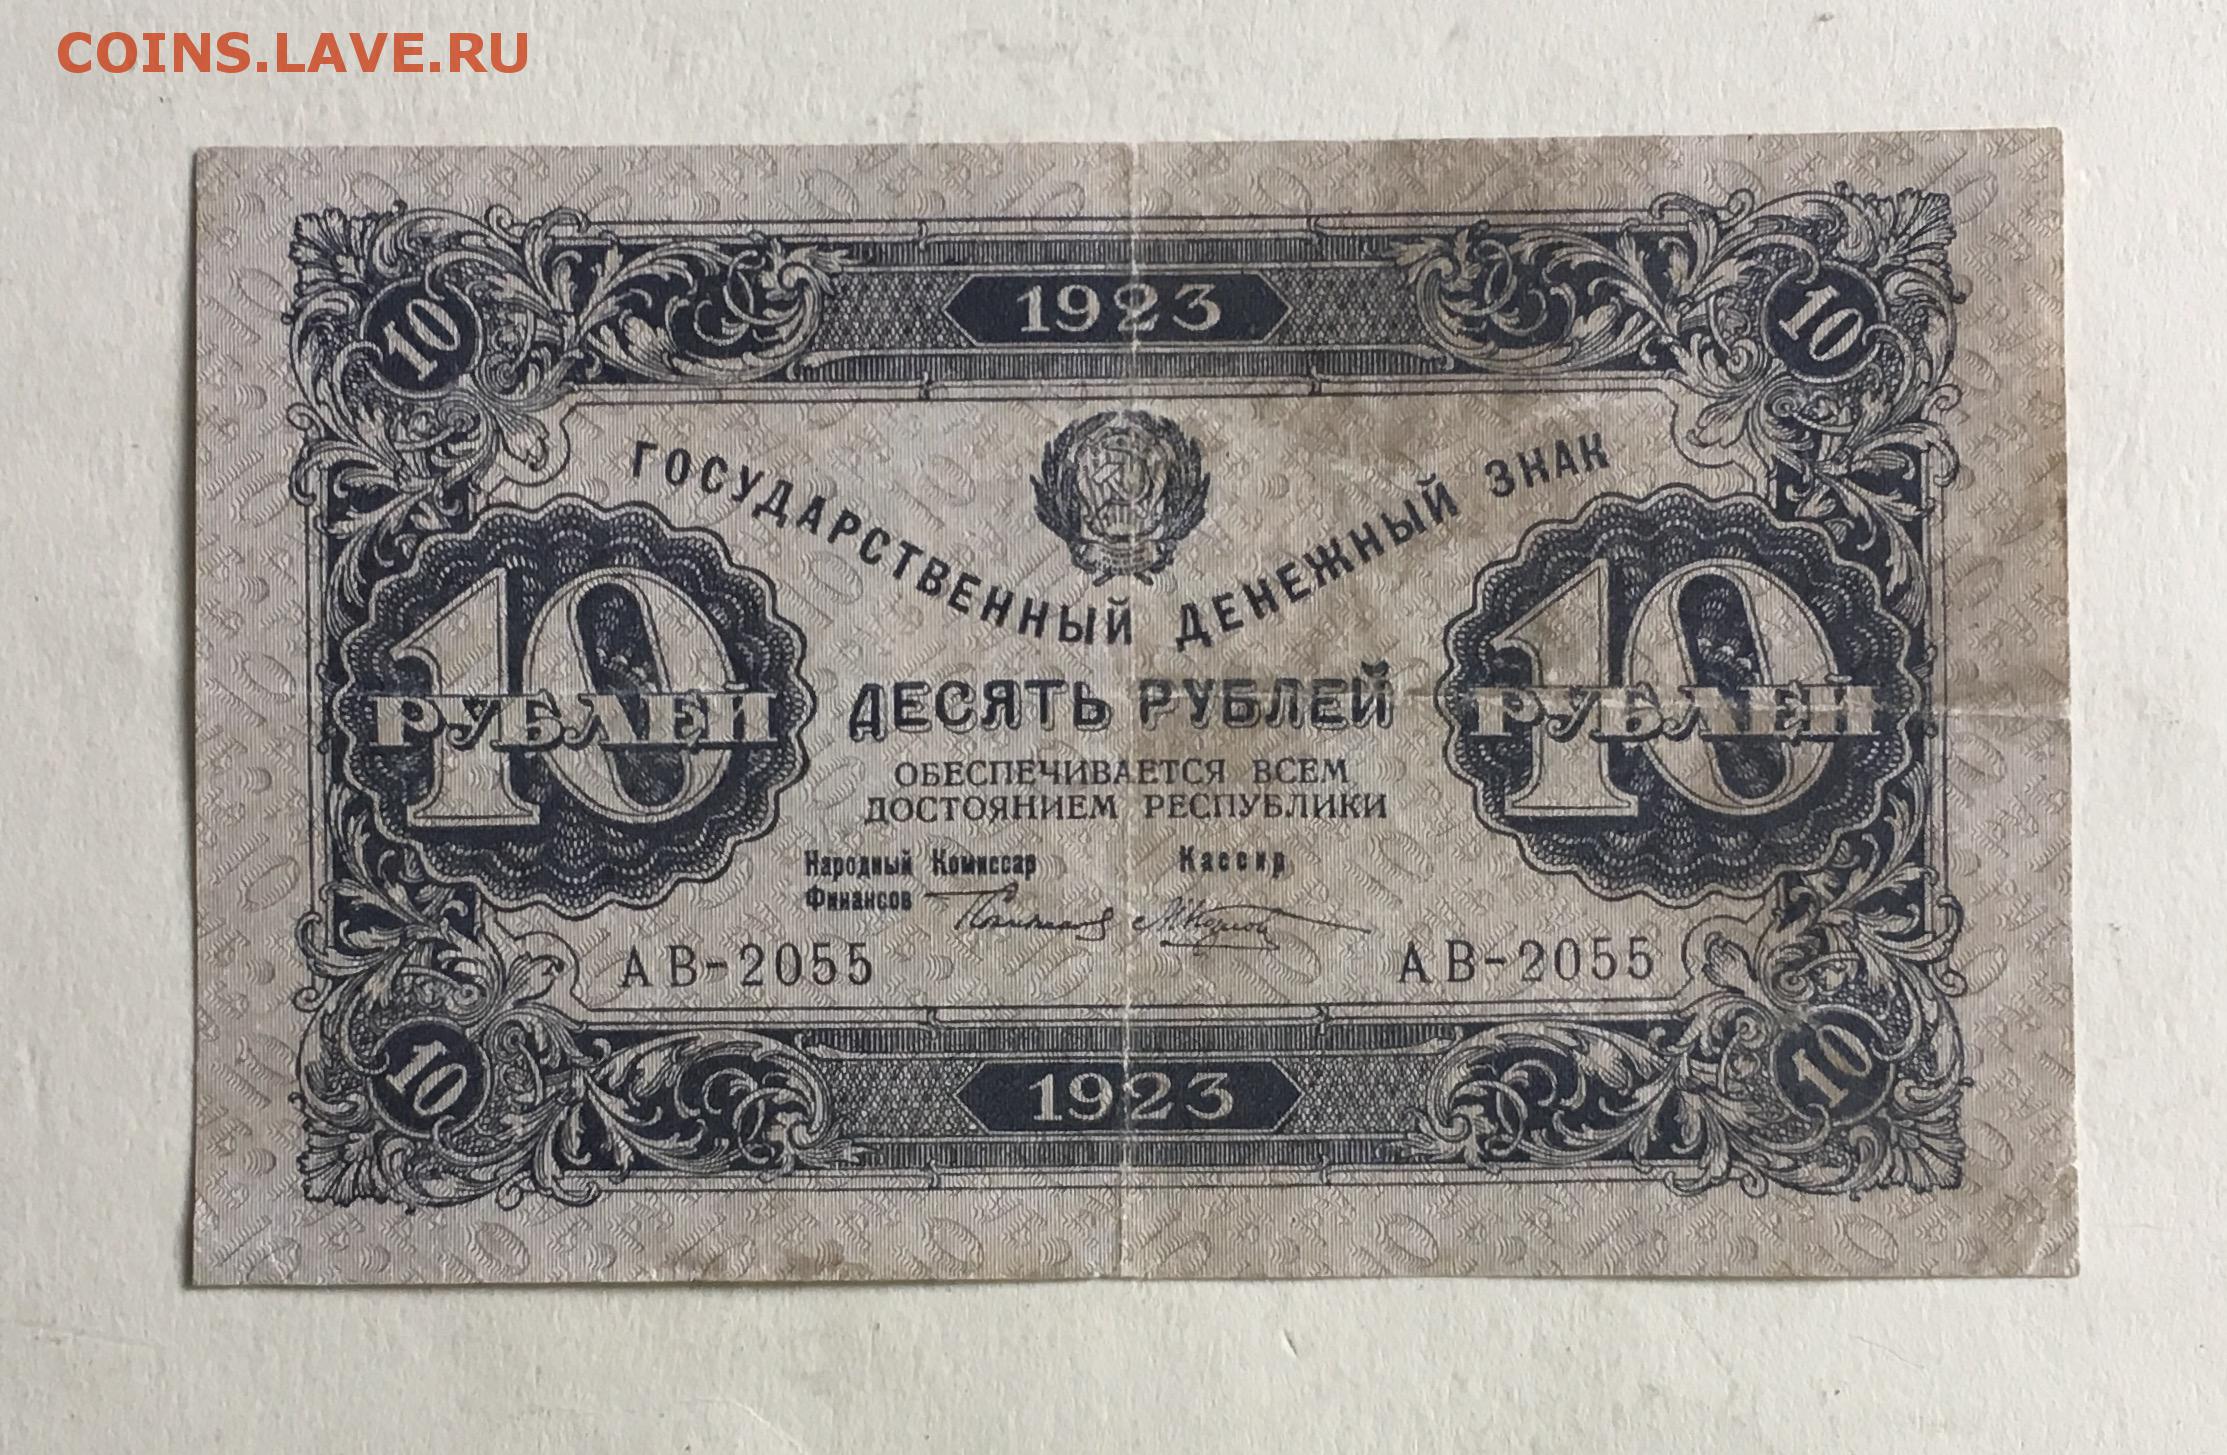 COINS.LAVE.RU
10 1923 10
ГОСУДАРСТВЕННЫЙ ДЕНЕЖНЫЙ ЗНАК
10 РУБЛЕЙ
ДЕСЯТЬ РУБЛЕЙ
10 РУБЛЕЙ
ОБЕСПЕЧИВАЕТСЯ ВСЕМ
ДОСТОЯНИЕМ РЕСПУБЛИКИ
Народный Комиссар Кассир
Финансов
АВ-2055 АВ-2055
10 1923 10